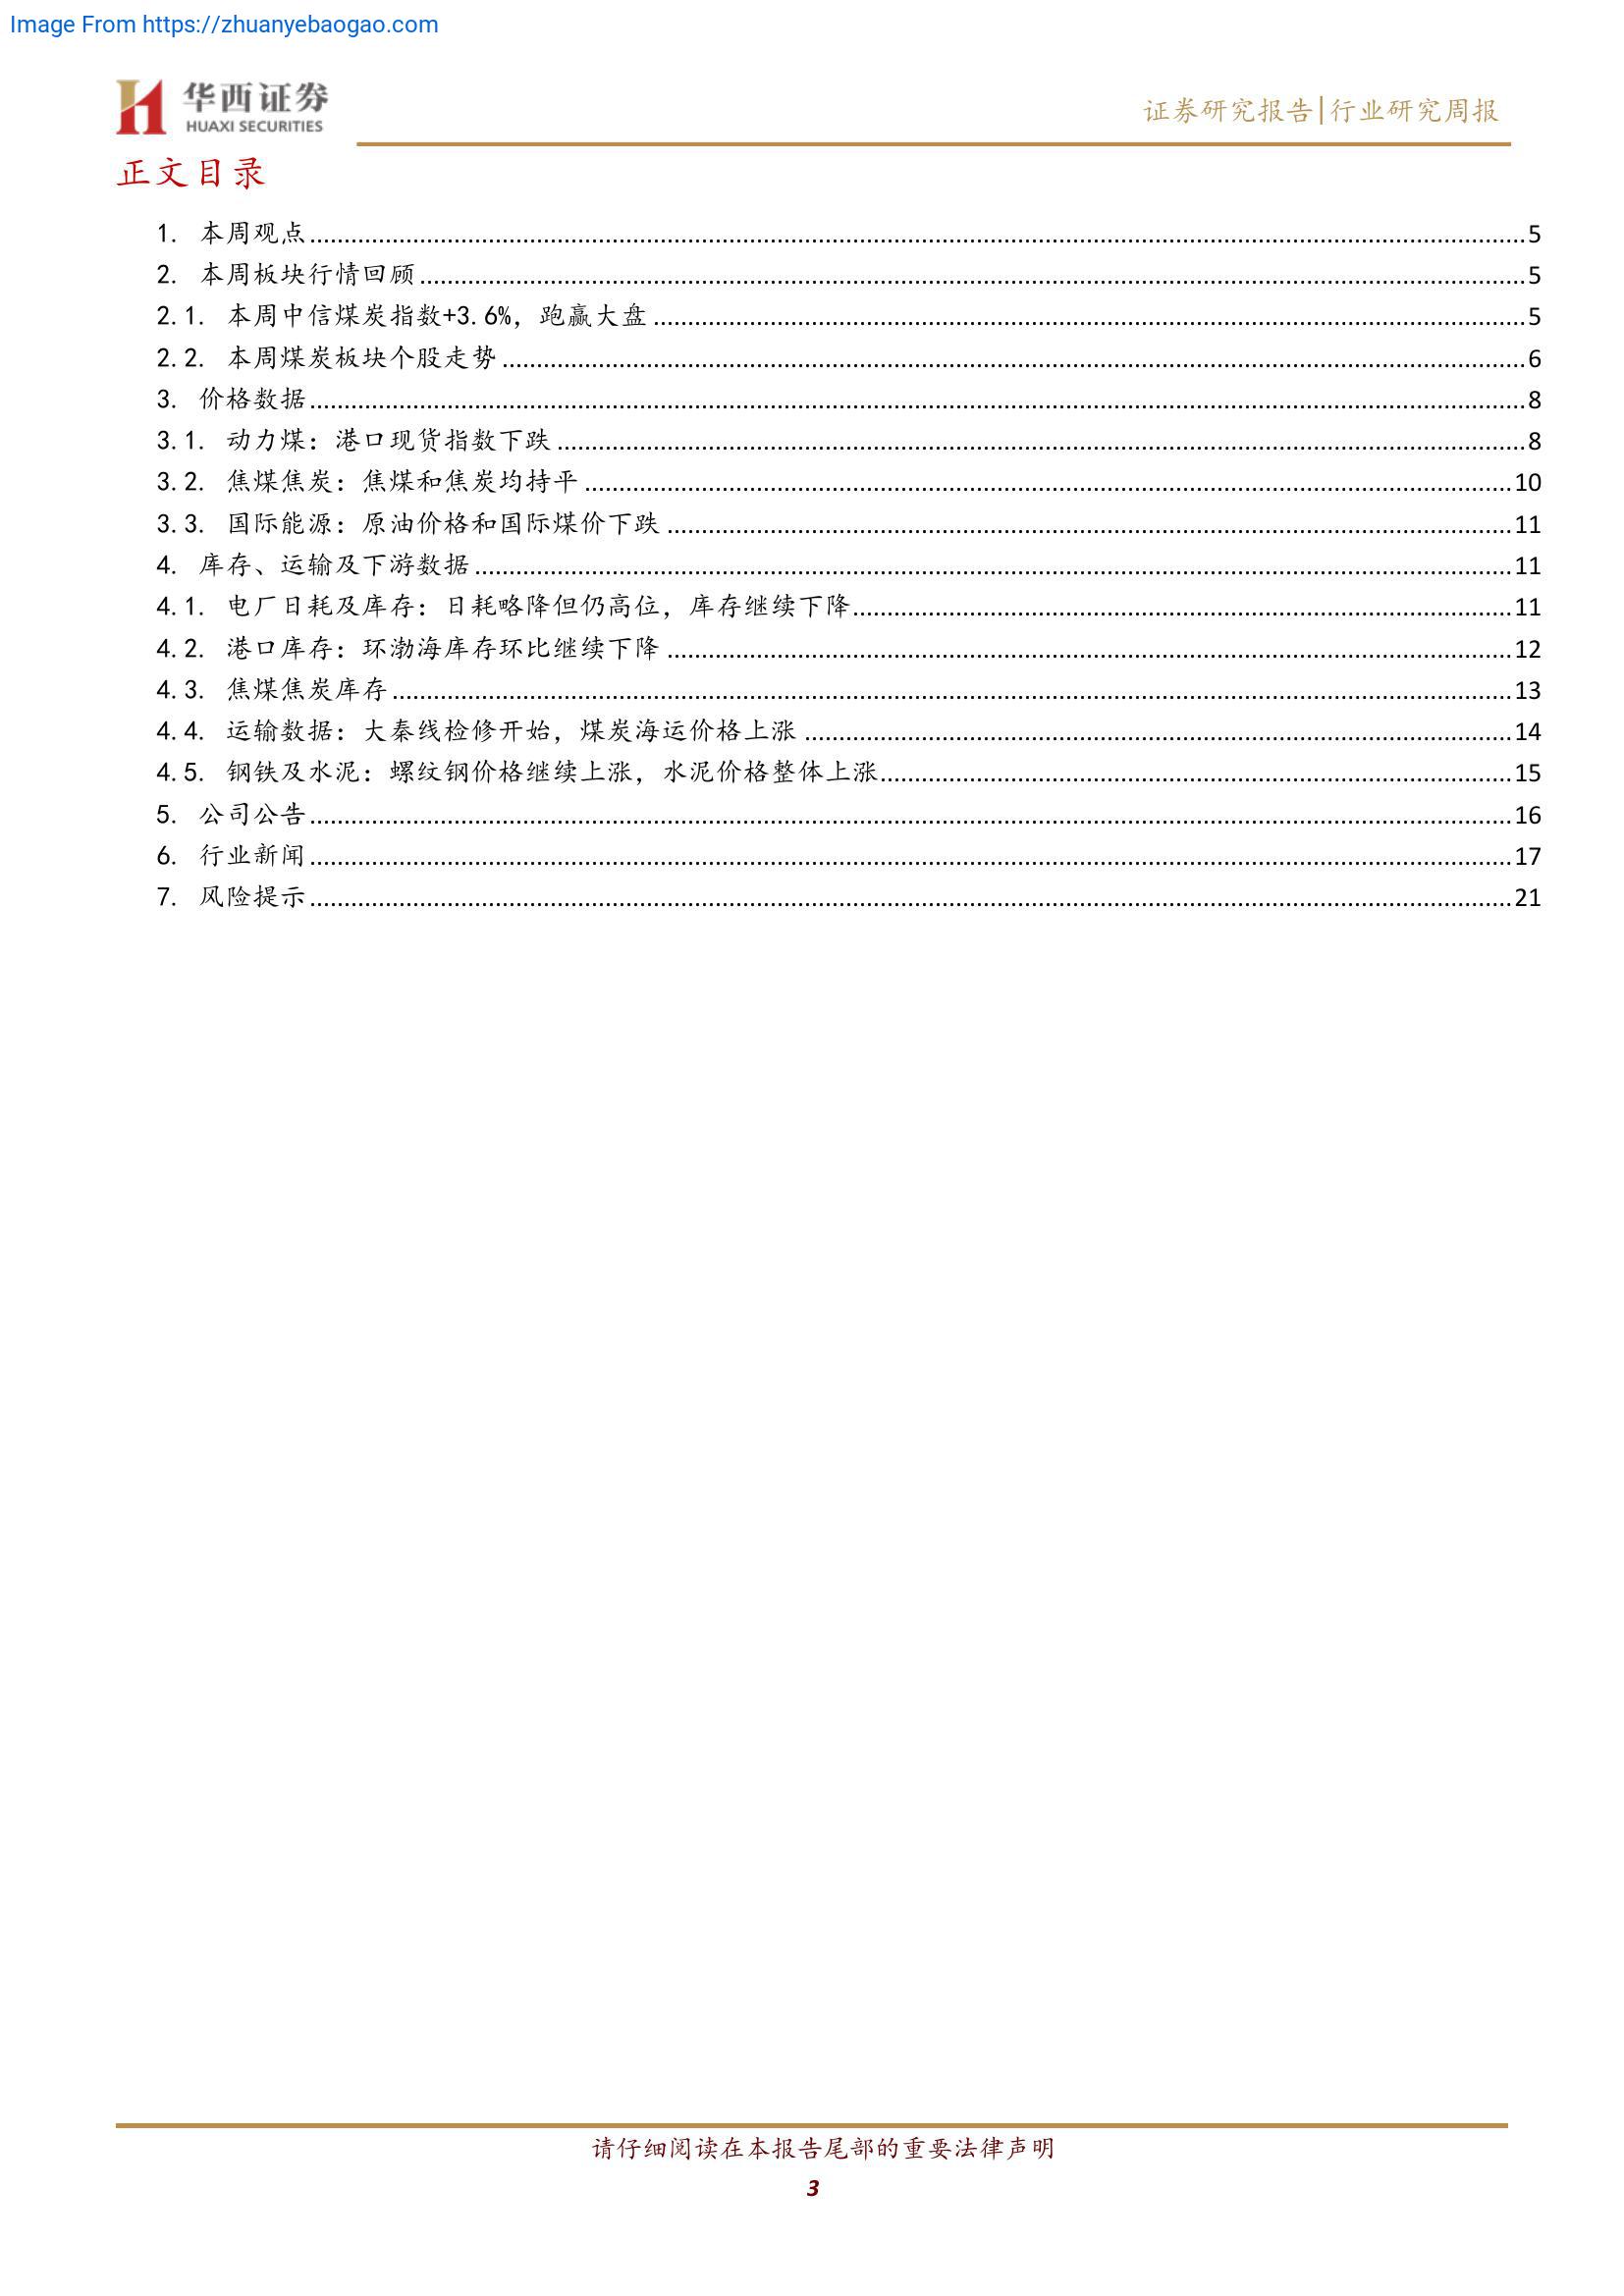 Image From https://zhuanyebaogao.com
华西证券
HUAXI SECURITIES
证券研究报告|行业研究周报
正文目录
1. 本周观点 5
2. 本周板块行情回顾 5
2.1. 本周中信煤炭指数+3.6%，跑赢大盘 5
2.2. 本周煤炭板块个股走势 6
3. 价格数据 8
3.1. 动力煤：港口现货指数下跌 8
3.2. 焦煤焦炭：焦煤和焦炭均持平 10
3.3. 国际能源：原油价格和国际煤价下跌 11
4. 库存、运输及下游数据 11
4.1. 电厂日耗及库存：日耗略降但仍高位，库存继续下降 11
4.2. 港口库存：环渤海库存环比继续下降 12
4.3. 焦煤焦炭库存 13
4.4. 运输数据：大秦线检修开始，煤炭海运价格上涨 14
4.5. 钢铁及水泥：螺纹钢价格继续上涨，水泥价格整体上涨 15
5. 公司公告 16
6. 行业新闻 17
7. 风险提示 21
请仔细阅读在本报告尾部的重要法律声明
3